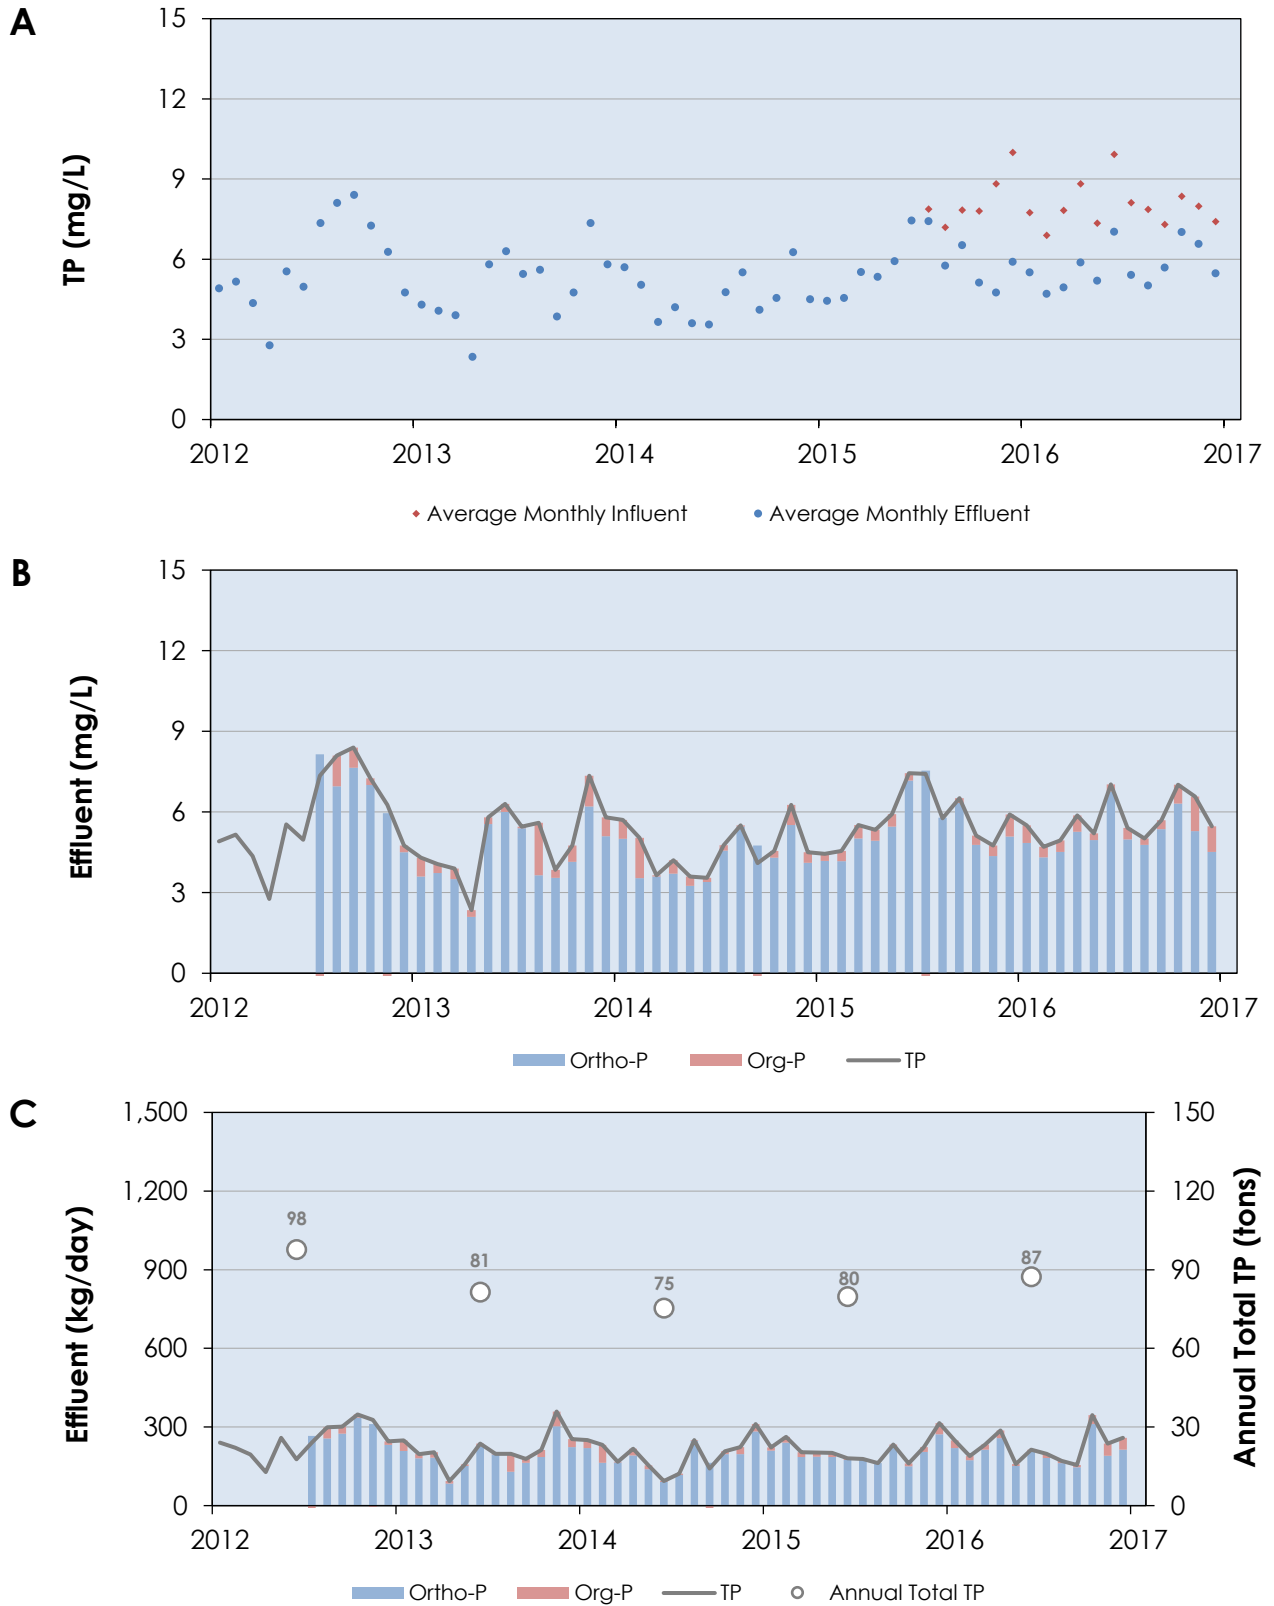 A
15
12
9
6
3
0
TP (mg/L)
2012 2013 2014 2015 2016 2017
Average Monthly Influent Average Monthly Effluent
B
15
12
9
6
3
0
Effluent (mg/L)
2012 2013 2014 2015 2016 2017
Ortho-P Org-P TP
C
1,500 150
1,200 120
98
81
75
80
87
900 90
600 60
300 30
0 0
Effluent (kg/day)
Annual Total TP (tons)
2012 2013 2014 2015 2016 2017
Ortho-P Org-P TP Annual Total TP